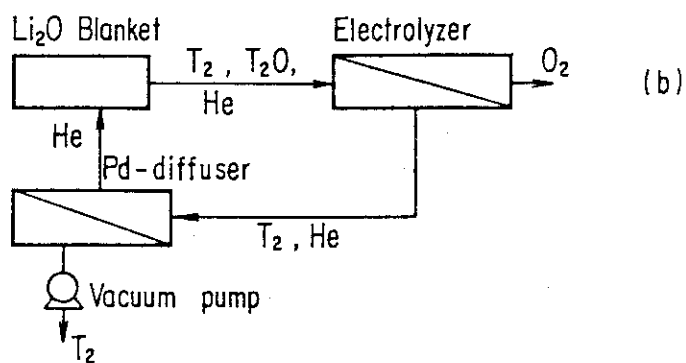 Li₂O Blanket
Electrolyzer
T₂ , T₂O,
He
O₂
(b)
He
Pd-diffuser
T₂ , He
Vacuum pump
T₂